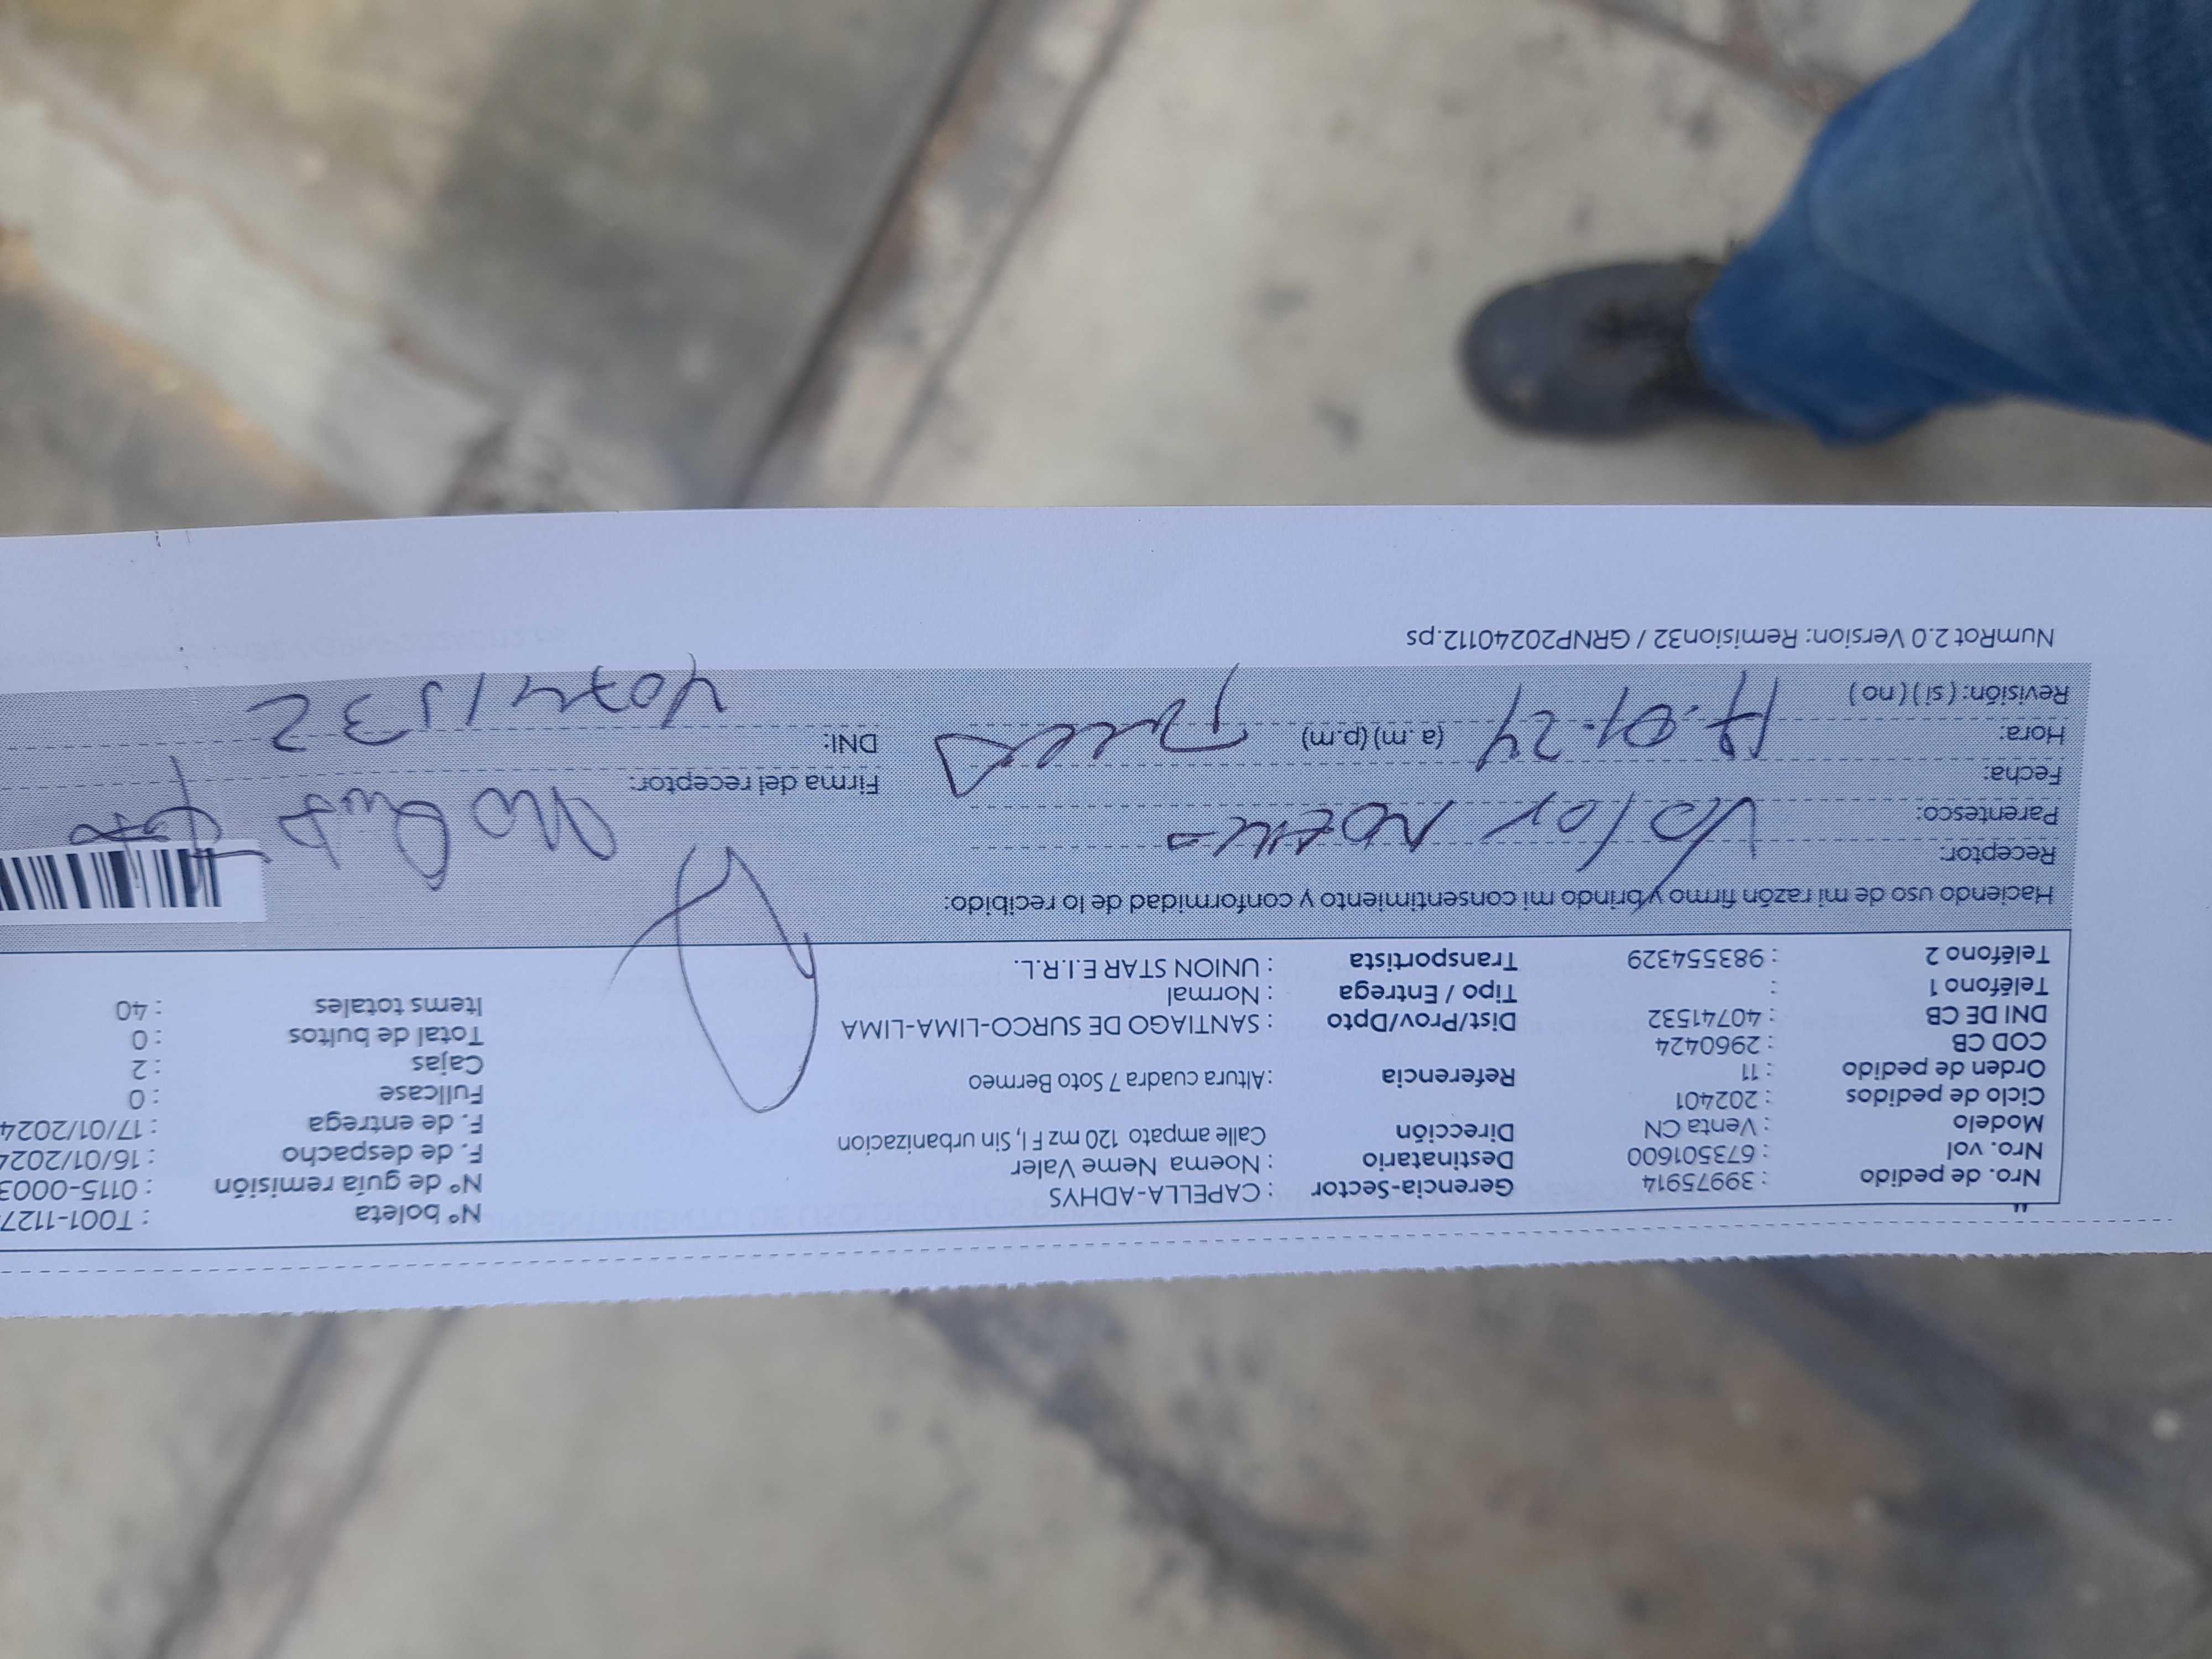 Nro. de pedido : 39975914 Gerencia-Sector : CAPELLA-ADHYS Nº boleta : T001-1127
Nro. vol : 673501600 Destinatario : Noema Neme Valer Nº de guía remisión : 0115-0003
Modelo : Venta CN Dirección Calle ampato 120 mz F I, Sin urbanizacion F. de despacho : 16/01/202
Ciclo de pedidos : 202401 F. de entrega : 17/01/2024
Orden de pedido : 11 Referencia :Altura cuadra 7 Soto Bermeo Fullcase : 0
COD CB : 2960424 Cajas : 2
DNI DE CB : 40741532 Dist/Prov/Dpto : SANTIAGO DE SURCO-LIMA-LIMA Total de bultos : 0
Teléfono 1 : Tipo / Entrega : Normal Items totales : 40
Teléfono 2 : 983554329 Transportista : UNION STAR E.I.R.L.
Haciendo uso de mi razón firmo y brindo mi consentimiento y conformidad de lo recibido:
Receptor: Valer Noema
Parentesco:
Fecha: Firma del receptor:
Hora: 17.01.24 (a. m) (p.m) DNI: 40741532
Revisión: ( si ) ( no )
NumRot 2.0 Version: Remision32 / GRNP20240112.ps